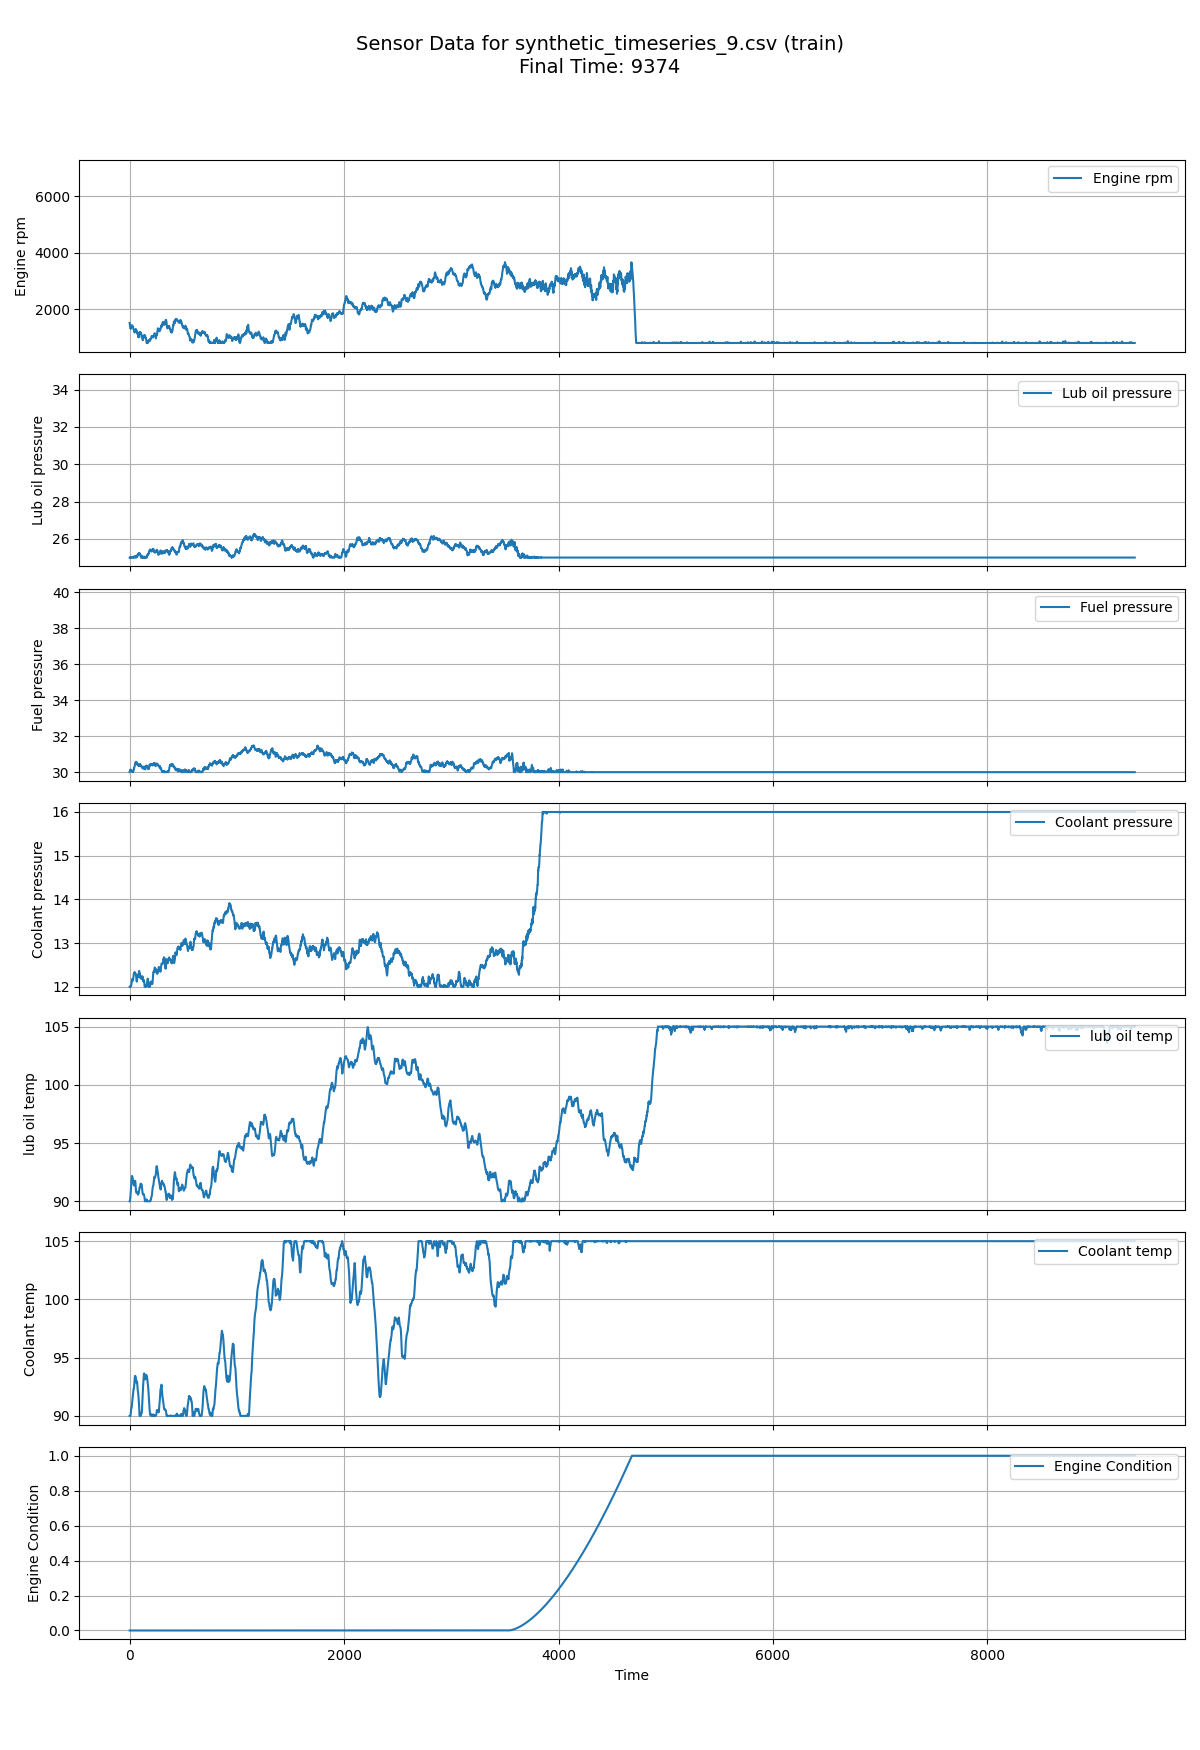 Sensor Data for synthetic_timeseries_9.csv (train)
Final Time: 9374
Engine rpm
6000
4000
2000
Engine rpm
Lub oil pressure
34
32
30
28
26
Lub oil pressure
Fuel pressure
40
38
36
34
32
30
Fuel pressure
Coolant pressure
16
15
14
13
12
Coolant pressure
lub oil temp
105
100
95
90
lub oil temp
Coolant temp
105
100
95
90
Coolant temp
Engine Condition
1.0
0.8
0.6
0.4
0.2
0.0
Engine Condition
0 2000 4000 6000 8000
Time